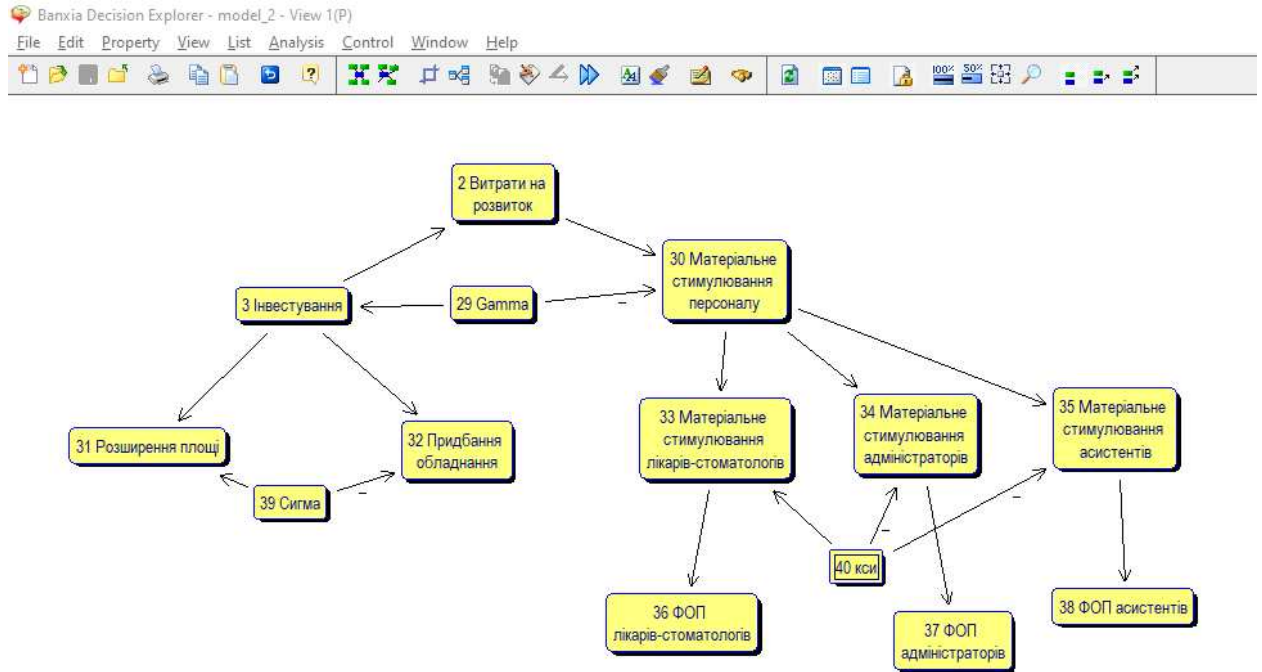 Banxia Decision Explorer - model_2 - View 1(P)
File Edit Property View List Analysis Control Window Help
100% 50%
2 Витрати на
розвиток
30 Матеріальне
стимулювання
персоналу
3 Інвестування
29 Gamma
–
31 Розширення площі
32 Придбання
обладнання
39 Сигма
–
33 Матеріальне
стимулювання
лікарів-стоматологів
34 Матеріальне
стимулювання
адміністраторів
35 Матеріальне
стимулювання
асистентів
–
–
40 кси
36 ФОП
лікарів-стоматологів
37 ФОП
адміністраторів
38 ФОП асистентів